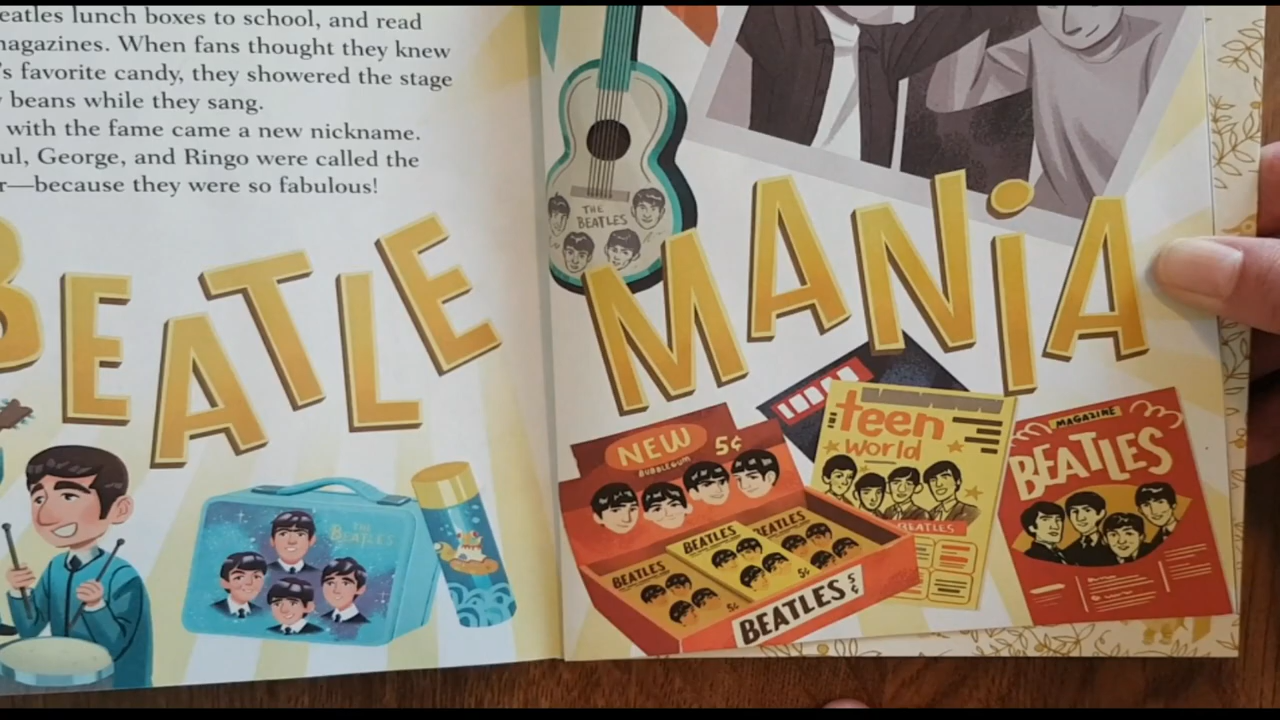 eatles lunch boxes to school, and read
magazines. When fans thought they knew
's favorite candy, they showered the stage
y beans while they sang.
with the fame came a new nickname.
ul, George, and Ringo were called the
r—because they were so fabulous!
BEATLE
MANiA
THE
BEATLES
THE
BEATLES
NEW
BUBBLEGUM
5¢
BEATLES
BEATLES
BEATLES
5¢
5¢
BEATLES 5¢ ¢
teen
world
BEATLES
MAGAZINE
BEATLES